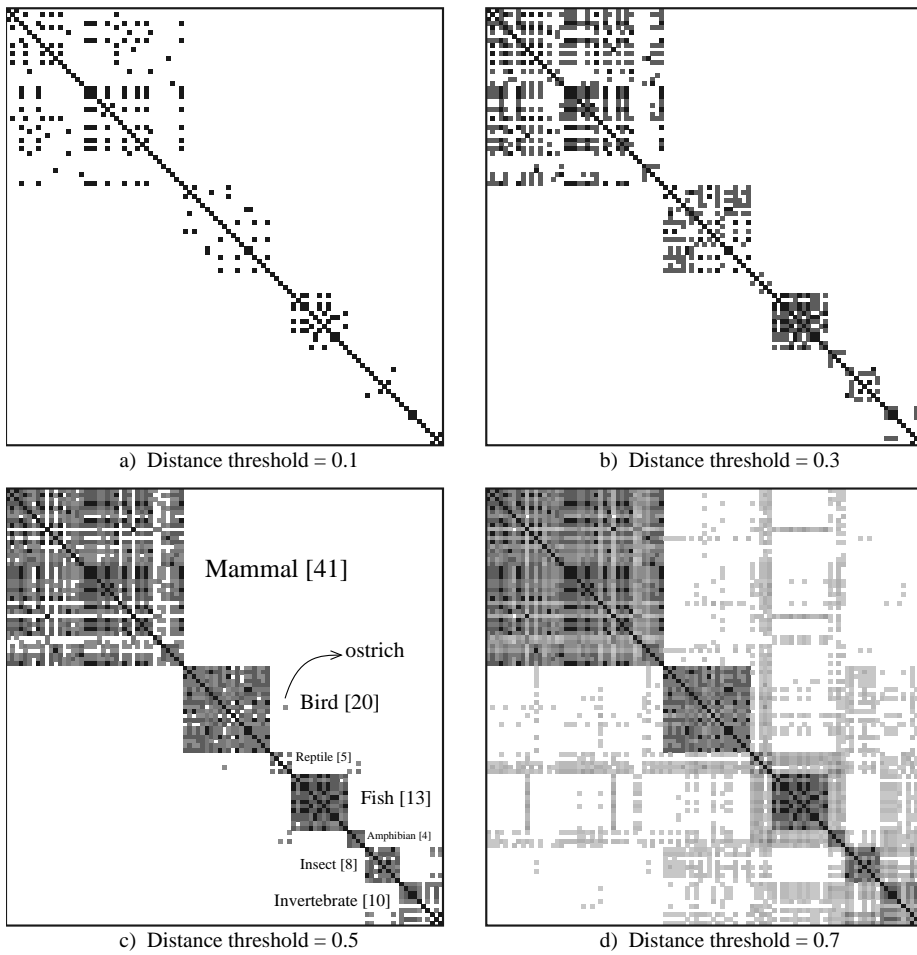 a) Distance threshold = 0.1
b) Distance threshold = 0.3
Mammal [41]
ostrich
Bird [20]
Reptile [5]
Fish [13]
Amphibian [4]
Insect [8]
Invertebrate [10]
c) Distance threshold = 0.5
d) Distance threshold = 0.7